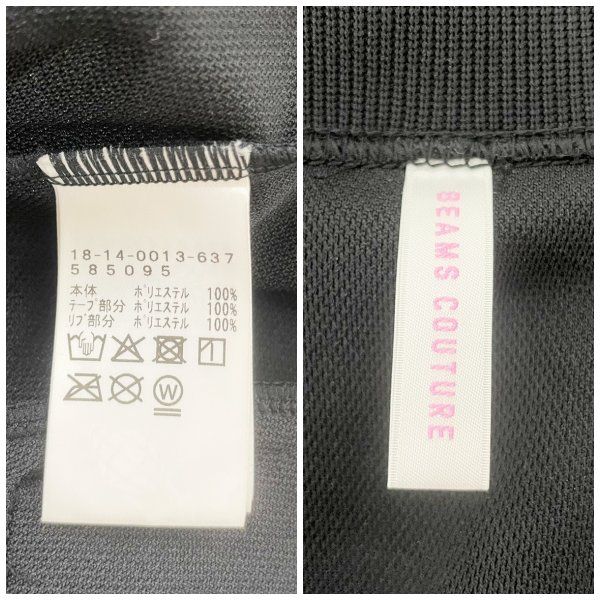 18-14-0013-637
585095
本体 ポリエステル 100%
テープ部分 ポリエステル 100%
リブ部分 ポリエステル 100%
W
BEAMS COUTURE